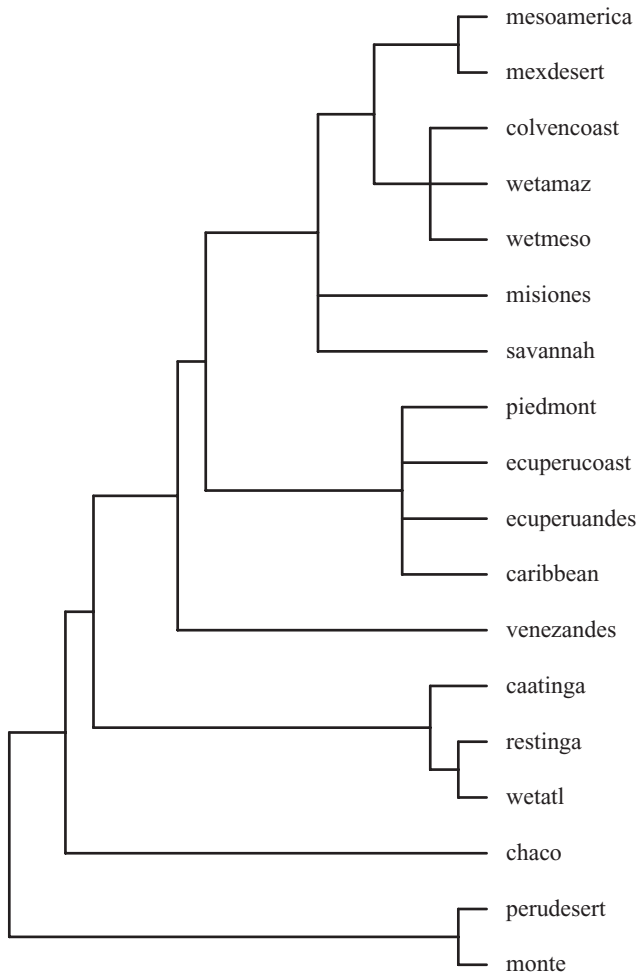 mesoamerica
mexdesert
colvencoast
wetamaz
wetmeso
misiones
savannah
piedmont
ecuperucoast
ecuperuandes
caribbean
venezandes
caatinga
restinga
wetatl
chaco
perudesert
monte